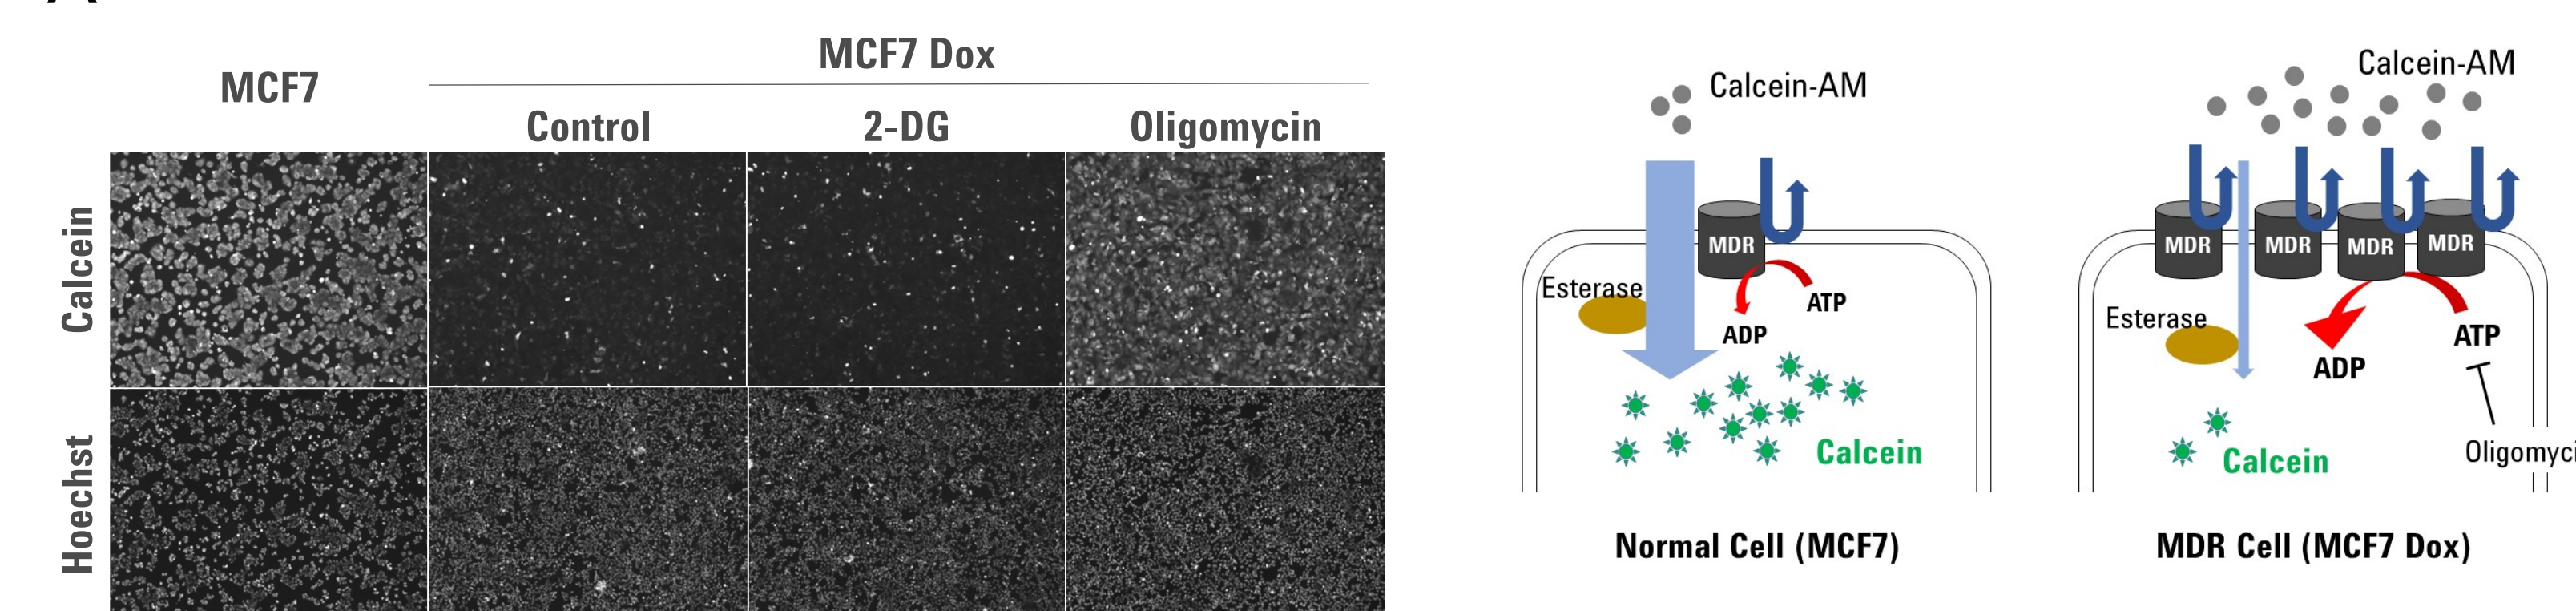 MCF7 Dox
MCF7
Control
2-DG
Oligomycin
Calcein
Hoechst
Calcein-AM
MDR
Esterase
ATP
ADP
Calcein
Normal Cell (MCF7)
Calcein-AM
MDR
MDR
MDR
MDR
Esterase
ATP
ADP
Oligomyci
Calcein
MDR Cell (MCF7 Dox)